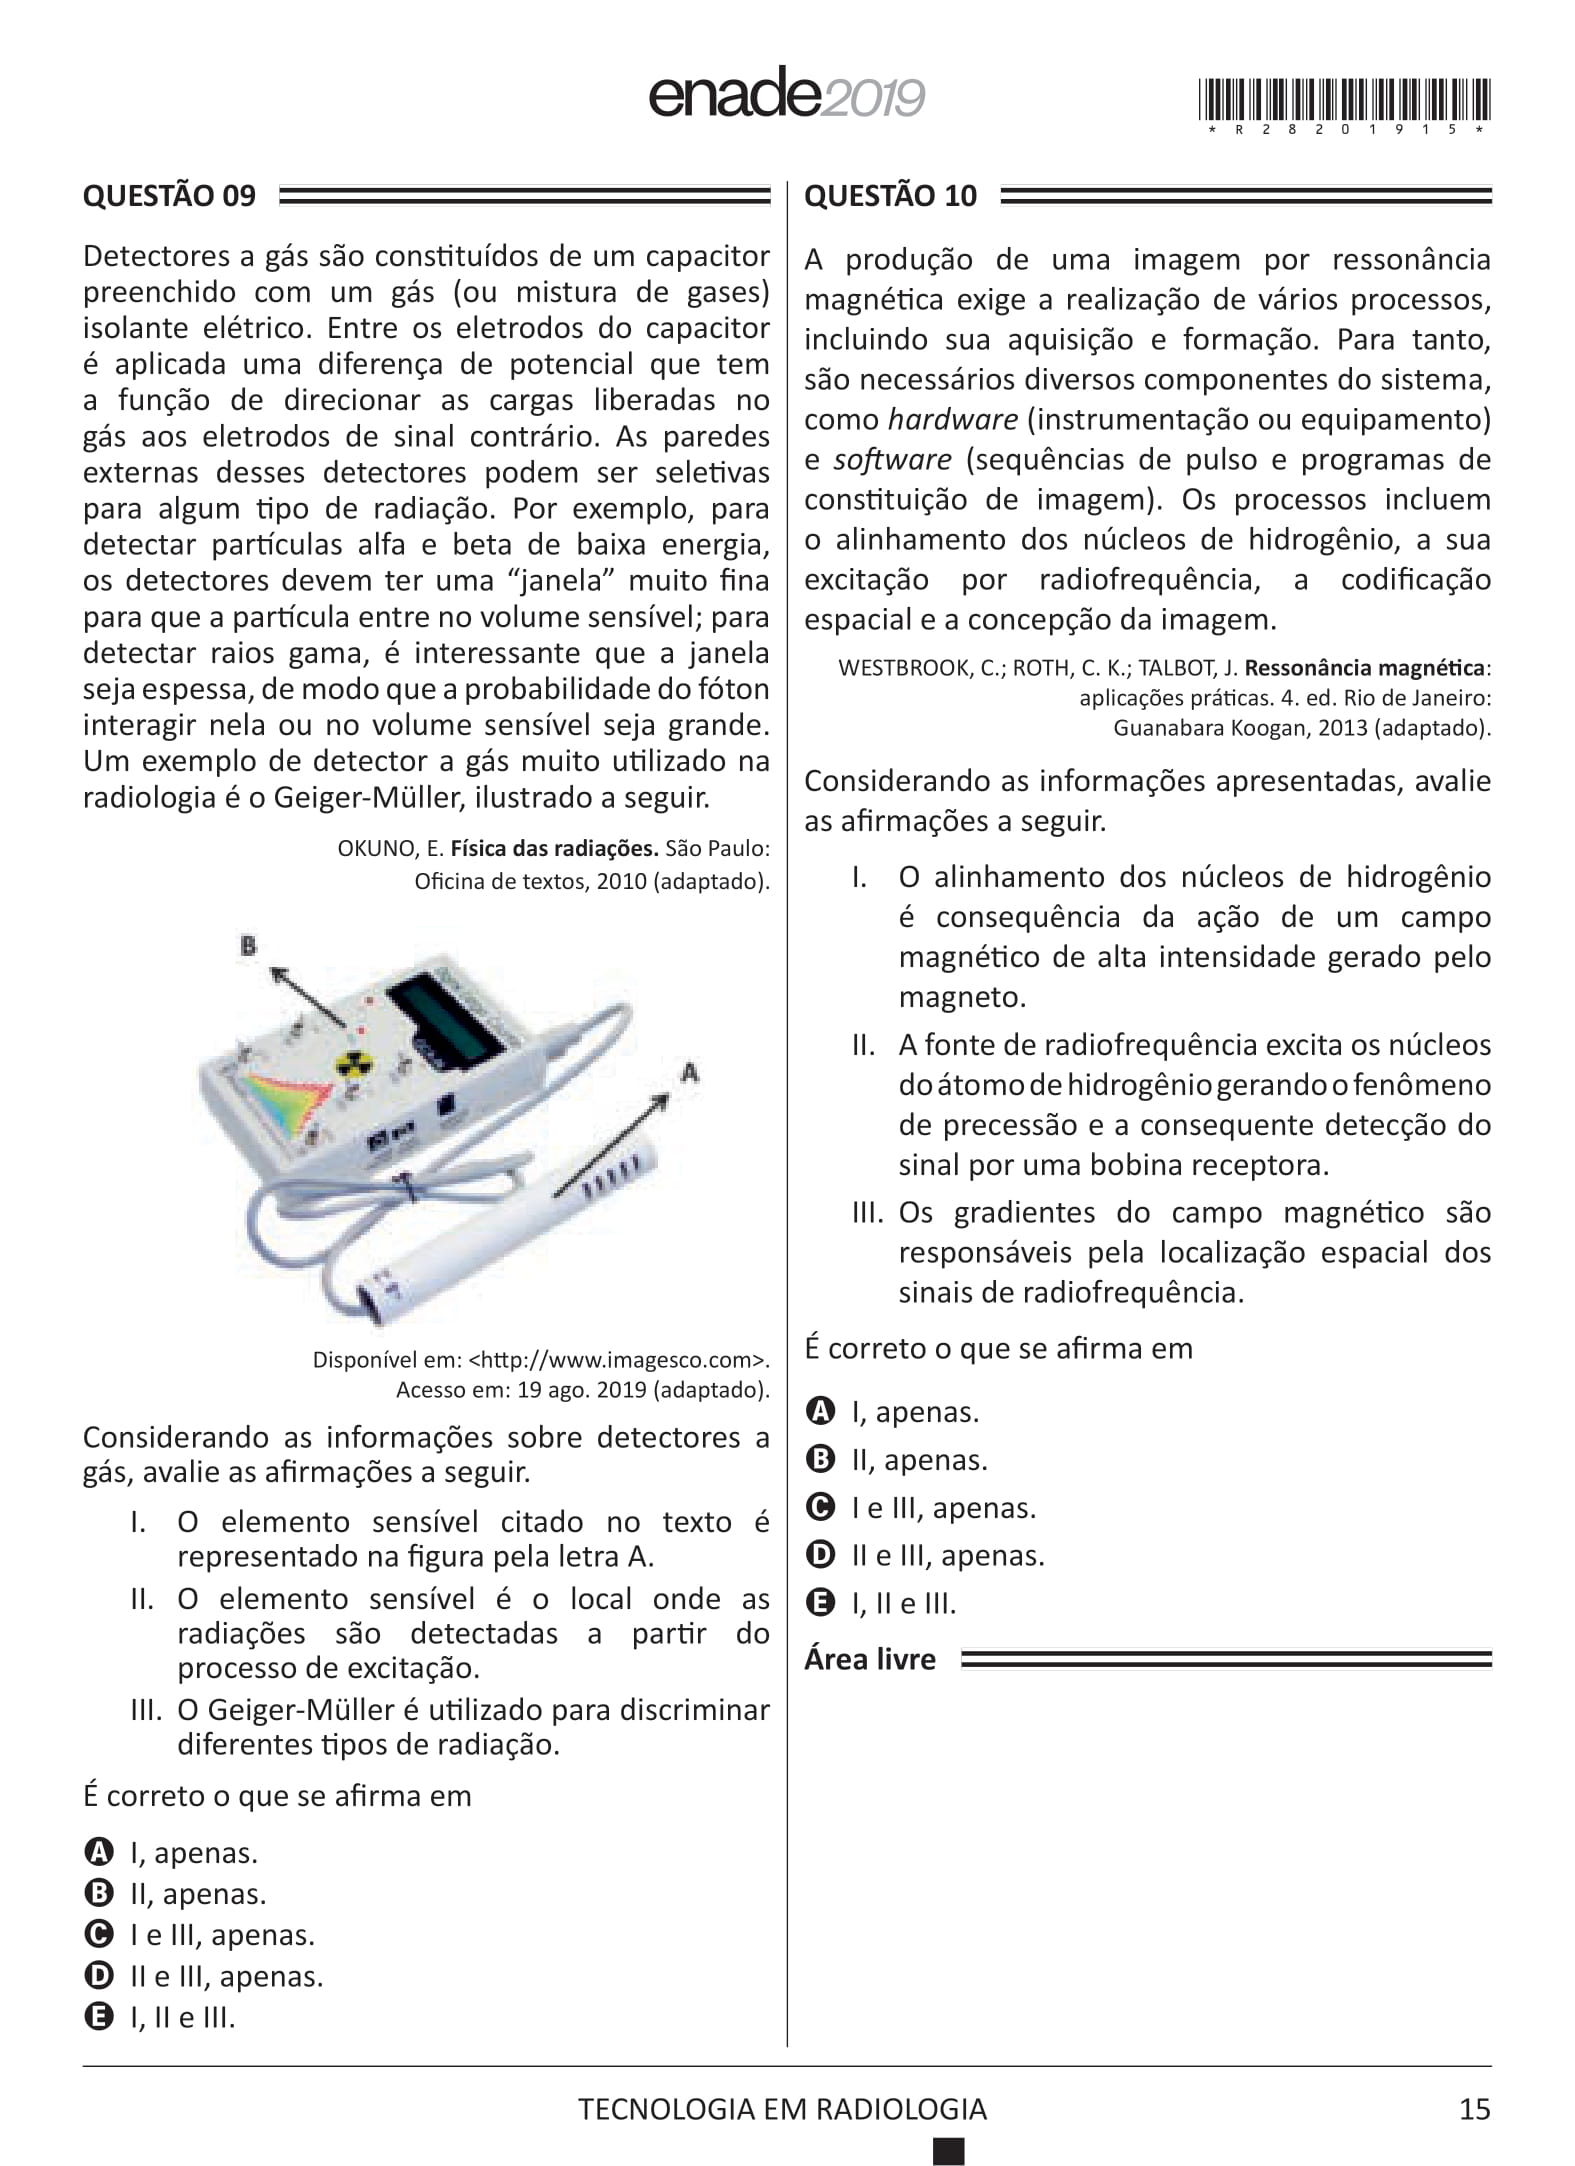 enade2019
*R28201915*
QUESTÃO 09
Detectores a gás são constituídos de um capacitor
preenchido com um gás (ou mistura de gases)
isolante elétrico. Entre os eletrodos do capacitor
é aplicada uma diferença de potencial que tem
a função de direcionar as cargas liberadas no
gás aos eletrodos de sinal contrário. As paredes
externas desses detectores podem ser seletivas
para algum tipo de radiação. Por exemplo, para
detectar partículas alfa e beta de baixa energia,
os detectores devem ter uma “janela” muito fina
para que a partícula entre no volume sensível; para
detectar raios gama, é interessante que a janela
seja espessa, de modo que a probabilidade do fóton
interagir nela ou no volume sensível seja grande.
Um exemplo de detector a gás muito utilizado na
radiologia é o Geiger-Müller, ilustrado a seguir.
OKUNO, E. Física das radiações. São Paulo:
Oficina de textos, 2010 (adaptado).
B
A
Disponível em: <http://www.imagesco.com>.
Acesso em: 19 ago. 2019 (adaptado).
Considerando as informações sobre detectores a
gás, avalie as afirmações a seguir.
I. O elemento sensível citado no texto é
representado na figura pela letra A.
II. O elemento sensível é o local onde as
radiações são detectadas a partir do
processo de excitação.
III. O Geiger-Müller é utilizado para discriminar
diferentes tipos de radiação.
É correto o que se afirma em
A I, apenas.
B II, apenas.
C I e III, apenas.
D II e III, apenas.
E I, II e III.
QUESTÃO 10
A produção de uma imagem por ressonância
magnética exige a realização de vários processos,
incluindo sua aquisição e formação. Para tanto,
são necessários diversos componentes do sistema,
como hardware (instrumentação ou equipamento)
e software (sequências de pulso e programas de
constituição de imagem). Os processos incluem
o alinhamento dos núcleos de hidrogênio, a sua
excitação por radiofrequência, a codificação
espacial e a concepção da imagem.
WESTBROOK, C.; ROTH, C. K.; TALBOT, J. Ressonância magnética:
aplicações práticas. 4. ed. Rio de Janeiro:
Guanabara Koogan, 2013 (adaptado).
Considerando as informações apresentadas, avalie
as afirmações a seguir.
I. O alinhamento dos núcleos de hidrogênio
é consequência da ação de um campo
magnético de alta intensidade gerado pelo
magneto.
II. A fonte de radiofrequência excita os núcleos
do átomo de hidrogênio gerando o fenômeno
de precessão e a consequente detecção do
sinal por uma bobina receptora.
III. Os gradientes do campo magnético são
responsáveis pela localização espacial dos
sinais de radiofrequência.
É correto o que se afirma em
A I, apenas.
B II, apenas.
C I e III, apenas.
D II e III, apenas.
E I, II e III.
Área livre
TECNOLOGIA EM RADIOLOGIA
15